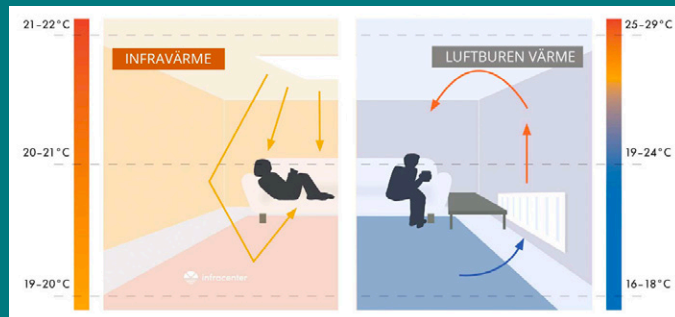 21–22°C
INFRAVÄRME
20–21°C
19–20°C
infracenter
LUFTBUREN VÄRME
25–29°C
19–24°C
16–18°C